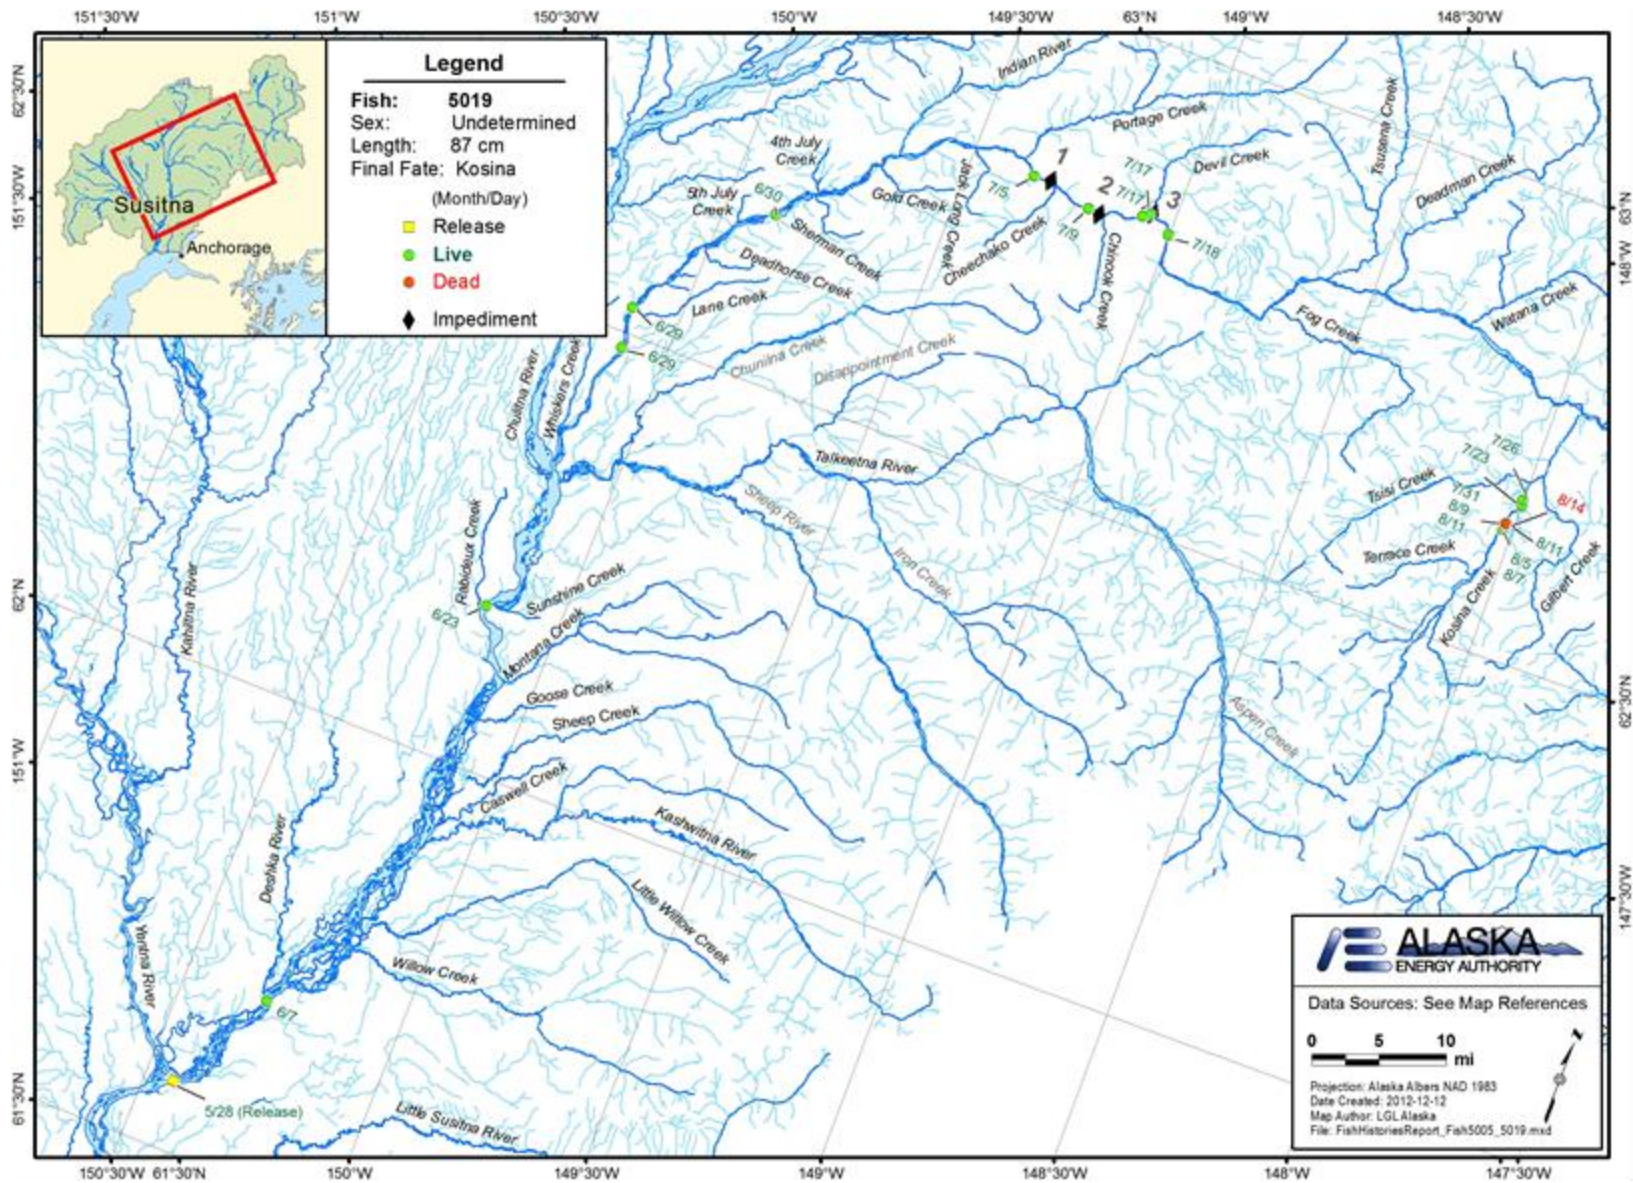 151°30'W
151°W
150°30'W
150°W
149°30'W
63°N
149°W
148°30'W
62°30'N
151°30'W
62°N
151°W
61°30'N
63°N
148°W
62°30'N
147°30'W
Susitna
Anchorage
Legend
Fish: 5019
Sex: Undetermined
Length: 87 cm
Final Fate: Kosina
(Month/Day)
Release
Live
Dead
Impediment
Indian River
Portage Creek
Tsusena Creek
4th July
Creek
Devil Creek
Deadman Creek
5th July
Creek
6/30
Gold Creek
Jack Long Creek
7/5
1
7/9
2
7/17
7/17
3
7/18
Sherman Creek
Cheechako Creek
Chinook Creek
Deadhorse Creek
Lane Creek
6/29
6/29
Fog Creek
Watana Creek
Chulitna River
Whiskers Creek
Chunilna Creek
Disappointment Creek
Talkeetna River
Sheep River
Iron Creek
7/26
7/23
Tsisi Creek
7/31
8/9
8/11
8/14
8/11
8/5
8/7
Terrace Creek
Gilbert Creek
Kosina Creek
Rabideux Creek
Sunshine Creek
6/23
Montana Creek
Kahiltna River
Goose Creek
Sheep Creek
Aspen Creek
Caswell Creek
Kashwitna River
Deshka River
Little Willow Creek
Yentna River
Willow Creek
6/7
5/28 (Release)
Little Susitna River
ALASKA
ENERGY AUTHORITY
Data Sources: See Map References
0 5 10
mi
N
Projection: Alaska Albers NAD 1983
Date Created: 2012-12-12
Map Author: LGL Alaska
File: FishHistoriesReport_Fish5005_5019.mxd
150°30'W
61°30'N
150°W
149°30'W
149°W
148°30'W
148°W
147°30'W